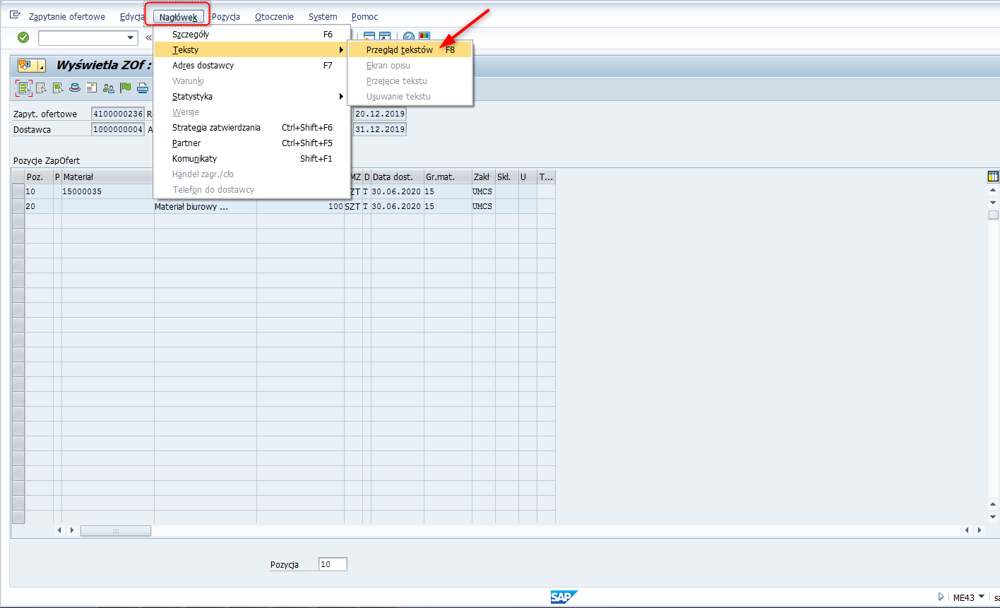 Zapytanie ofertowe Edycja Nagłówek Pozycja Otoczenie System Pomoc
Szczegóły F6
Teksty
Przegląd tekstów F8
Adres dostawcy F7
Ekran opisu
Warunki
Przejęcie tekstu
Statystyka
Usuwanie tekstu
Wersje
Strategia zatwierdzania Ctrl+Shift+F6
Partner Ctrl+Shift+F5
Komunikaty Shift+F1
Handel zagr./cło
Telefon do dostawcy
Wyświetla ZOf :
Zapyt. ofertowe 4100000236 R 20.12.2019
Dostawca 1000000004 A 31.12.2019
Pozycje ZapOfert
Poz. P Materiał MZ D Data dost. Gr.mat. Zakł Skł. U T...
10 15000035 ZT T 30.06.2020 15 UMCS
20 Materiał biurowy ... 100 SZT T 30.06.2020 15 UMCS
Pozycja 10
SAP ME43 sa